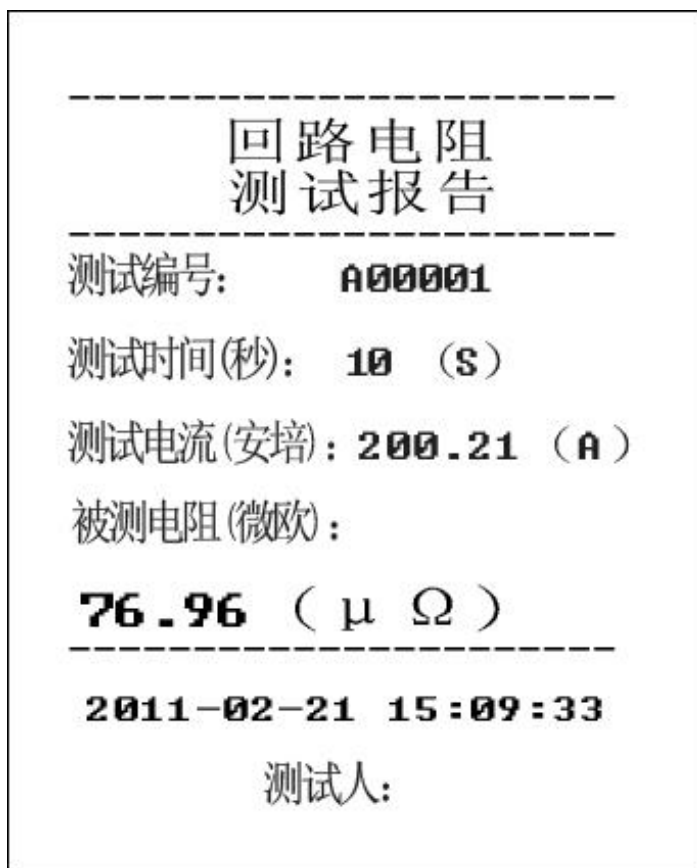 回路电阻
测试报告
测试编号: A00001
测试时间(秒): 10 (S)
测试电流(安培): 200.21 (A)
被测电阻(微欧):
76.96 (μΩ)
2011-02-21 15:09:33
测试人: